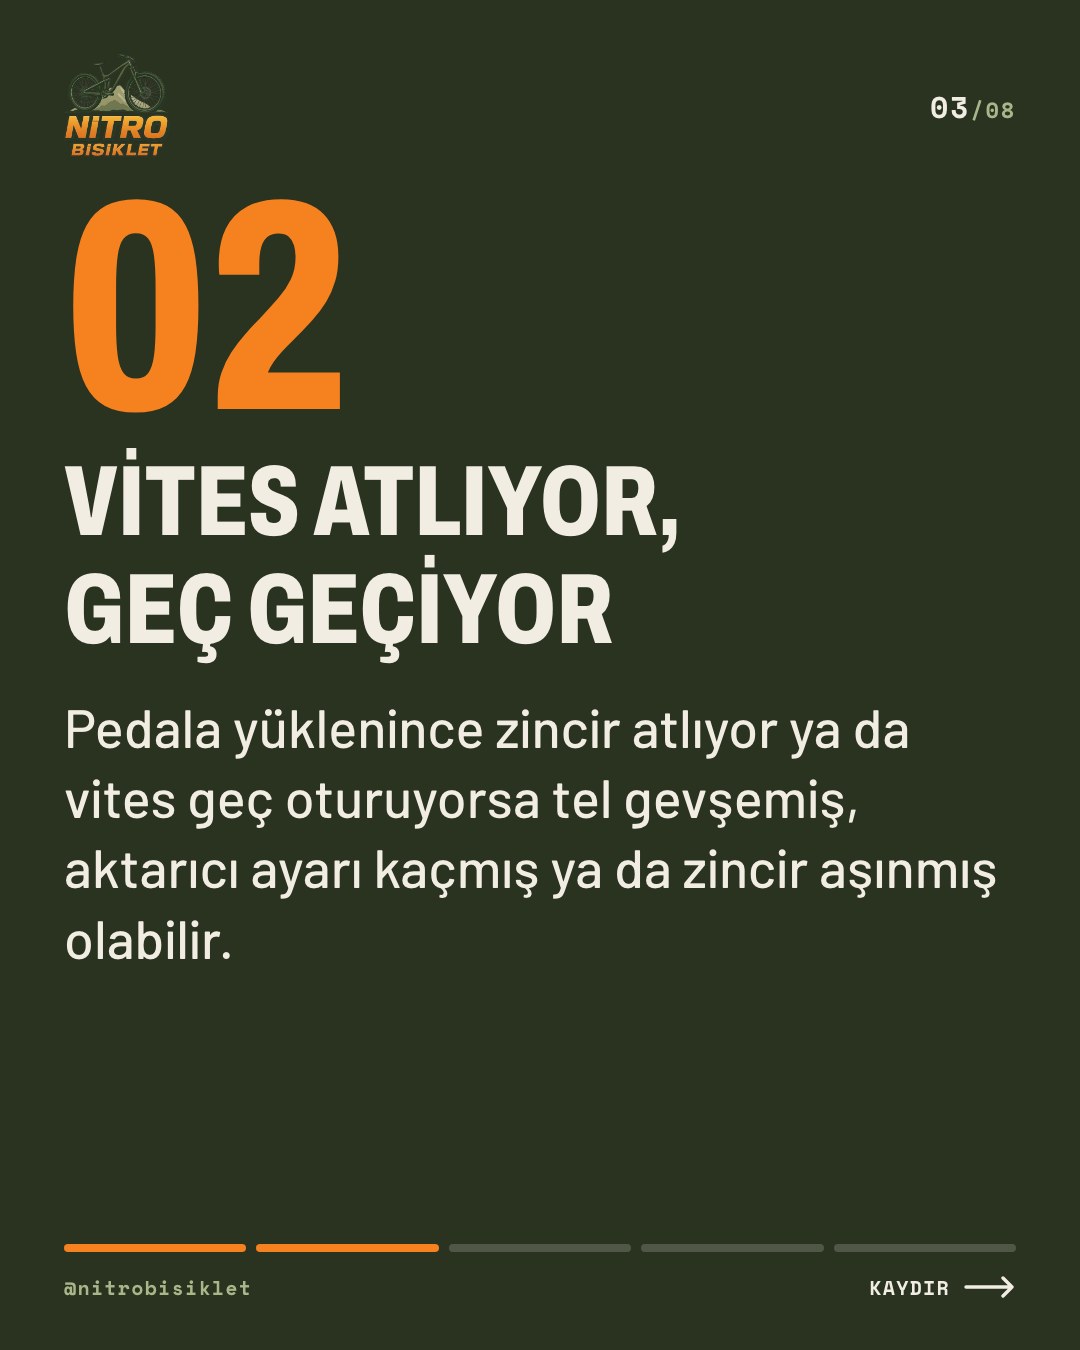 NiTRO
BISIKLET
03/08
02
VİTES ATLIYOR,
GEÇ GEÇİYOR
Pedala yüklenince zincir atlıyor ya da
vites geç oturuyorsa tel gevşemiş,
aktarıcı ayarı kaçmış ya da zincir aşınmış
olabilir.
@nitrobisiklet
KAYDIR